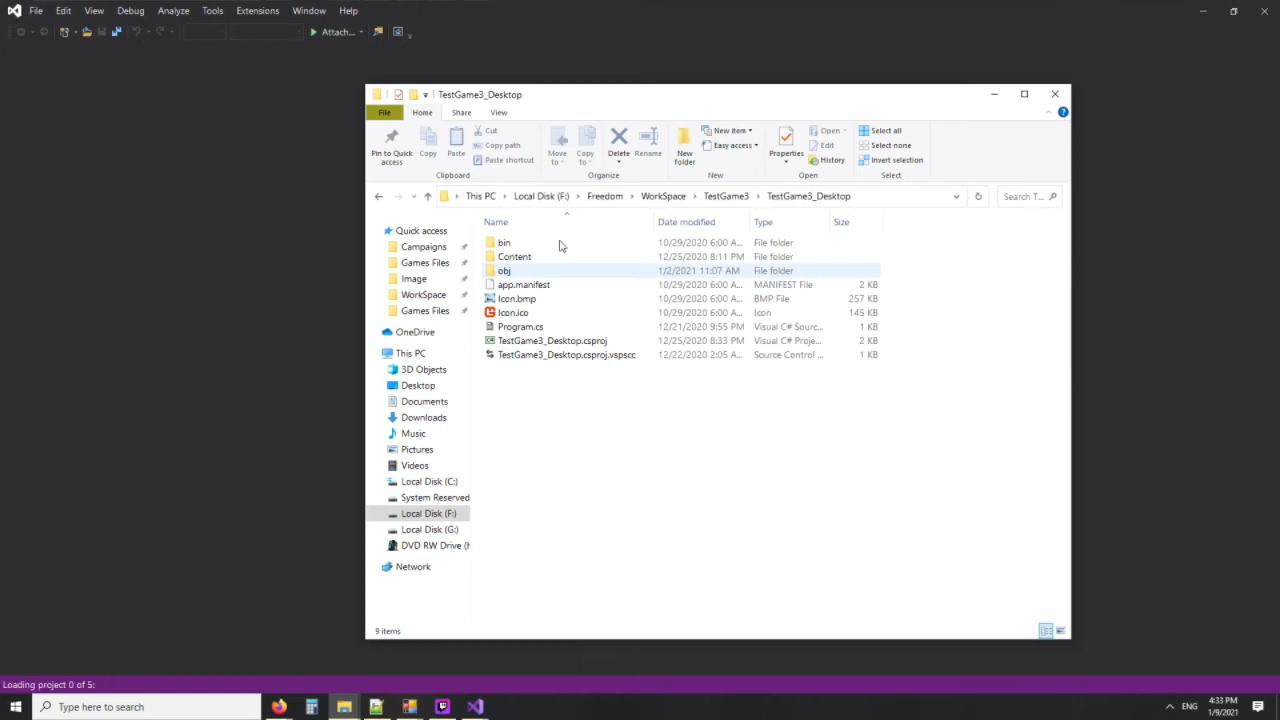 File Edit View Debug Analyze Tools Extensions Window Help
Attach...
TestGame3_Desktop
File Home Share View
Pin to Quick access
Copy
Paste
Cut
Copy path
Paste shortcut
Move to
Copy to
Delete
Rename
New folder
New item
Easy access
Properties
Open
Edit
History
Select all
Select none
Invert selection
Clipboard Organize New Open Select
This PC Local Disk (F:) Freedom WorkSpace TestGame3 TestGame3_Desktop
Search T...
Name Date modified Type Size
Quick access
Campaigns
Games Files
Image
WorkSpace
Games Files
OneDrive
This PC
3D Objects
Desktop
Documents
Downloads
Music
Pictures
Videos
Local Disk (C:)
System Reserved
Local Disk (F:)
Local Disk (G:)
DVD RW Drive (H
Network
bin 10/29/2020 6:00 A... File folder
Content 12/25/2020 8:11 PM File folder
obj 1/2/2021 11:07 AM File folder
app.manifest 10/29/2020 6:00 A... MANIFEST File 2 KB
Icon.bmp 10/29/2020 6:00 A... BMP File 257 KB
Icon.ico 10/29/2020 6:00 A... Icon 145 KB
Program.cs 12/21/2020 9:55 PM Visual C# Sourc... 1 KB
TestGame3_Desktop.csproj 12/25/2020 8:33 PM Visual C# Proje... 2 KB
TestGame3_Desktop.csproj.vspscc 12/22/2020 2:05 A... Source Control ... 1 KB
9 items
Loading project 0 of 5:
Type here to search
ENG
4:33 PM
1/9/2021